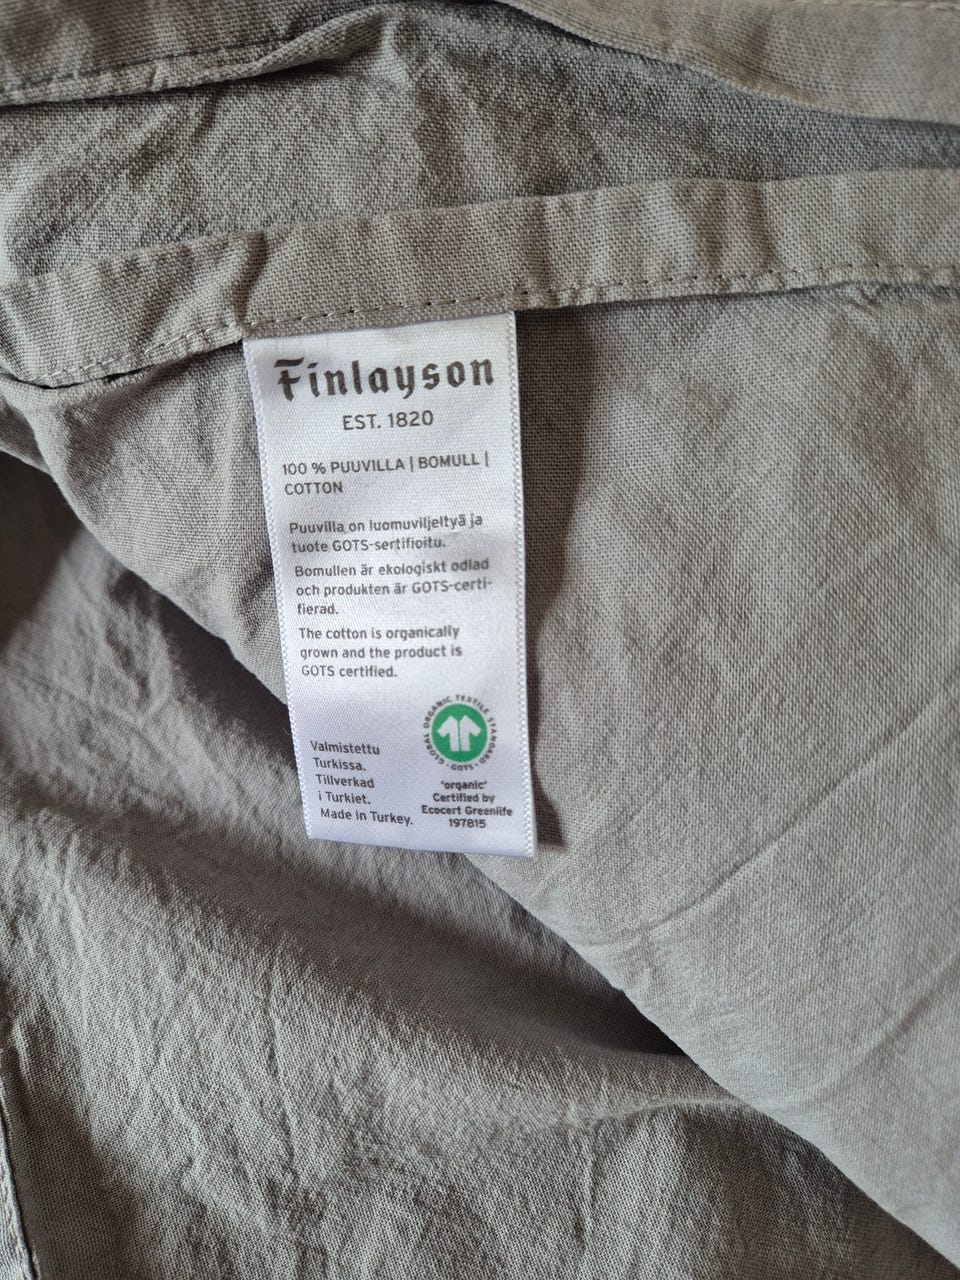 Finlayson
EST. 1820
100 % PUUVILLA | BOMULL |
COTTON
Puuvilla on luomuviljeltyä ja
tuote GOTS-sertifioitu.
Bomullen är ekologiskt odlad
och produkten är GOTS-certi-
fierad.
The cotton is organically
grown and the product is
GOTS certified.
Valmistettu
Turkissa.
Tillverkad
i Turkiet.
Made in Turkey.
GLOBAL ORGANIC TEXTILE STANDARD
· GOTS ·
"organic"
Certified by
Ecocert Greenlife
197815